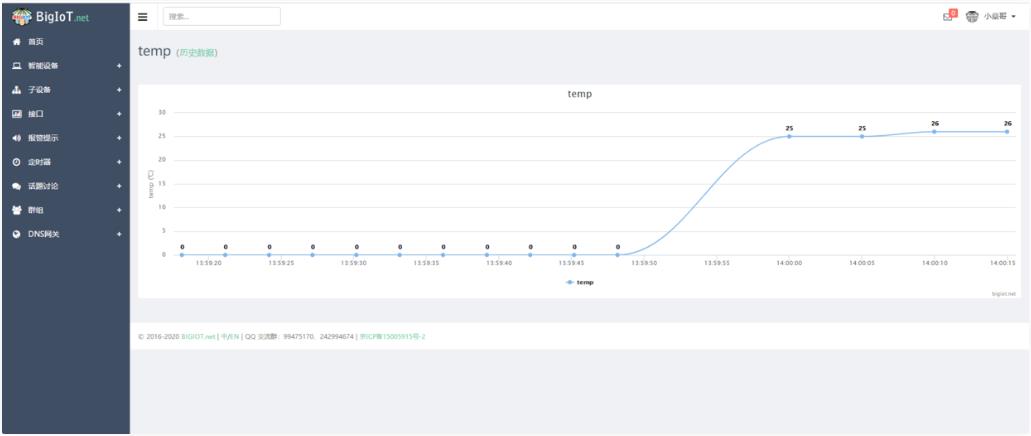 BigIoT.net
搜索...
0
小燊哥
首页
智能设备 +
子设备 +
接口 +
报警提示 +
定时器 +
话题讨论 +
群组 +
DNS网关 +
temp (历史数据)
temp
30
25
20
15
10
5
0
temp (℃)
0 0 0 0 0 0 0 0 0 0 0 25 25 26 26
13:59:20 13:59:25 13:59:30 13:59:35 13:59:40 13:59:45 13:59:50 13:59:55 14:00:00 14:00:05 14:00:10 14:00:15
temp
bigiot.net
© 2016-2020 BIGIOT.net | 中/EN | QQ 交流群：99475170、242994674 | 京ICP备15005915号-2